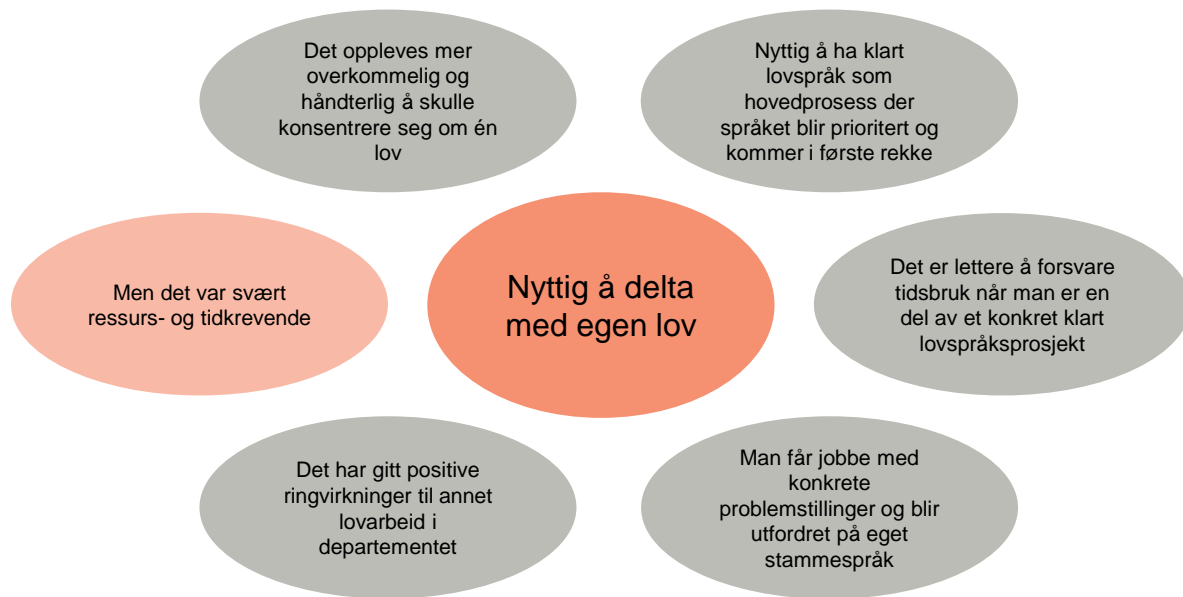 Det oppleves mer
overkommelig og
håndterlig å skulle
konsentrere seg om én
lov
Nyttig å ha klart
lovspråk som
hovedprosess der
språket blir prioritert og
kommer i første rekke
Men det var svært
ressurs- og tidkrevende
Nyttig å delta
med egen lov
Det er lettere å forsvare
tidsbruk når man er en
del av et konkret klart
lovspråksprosjekt
Det har gitt positive
ringvirkninger til annet
lovarbeid i
departementet
Man får jobbe med
konkrete
problemstillinger og blir
utfordret på eget
stammespråk